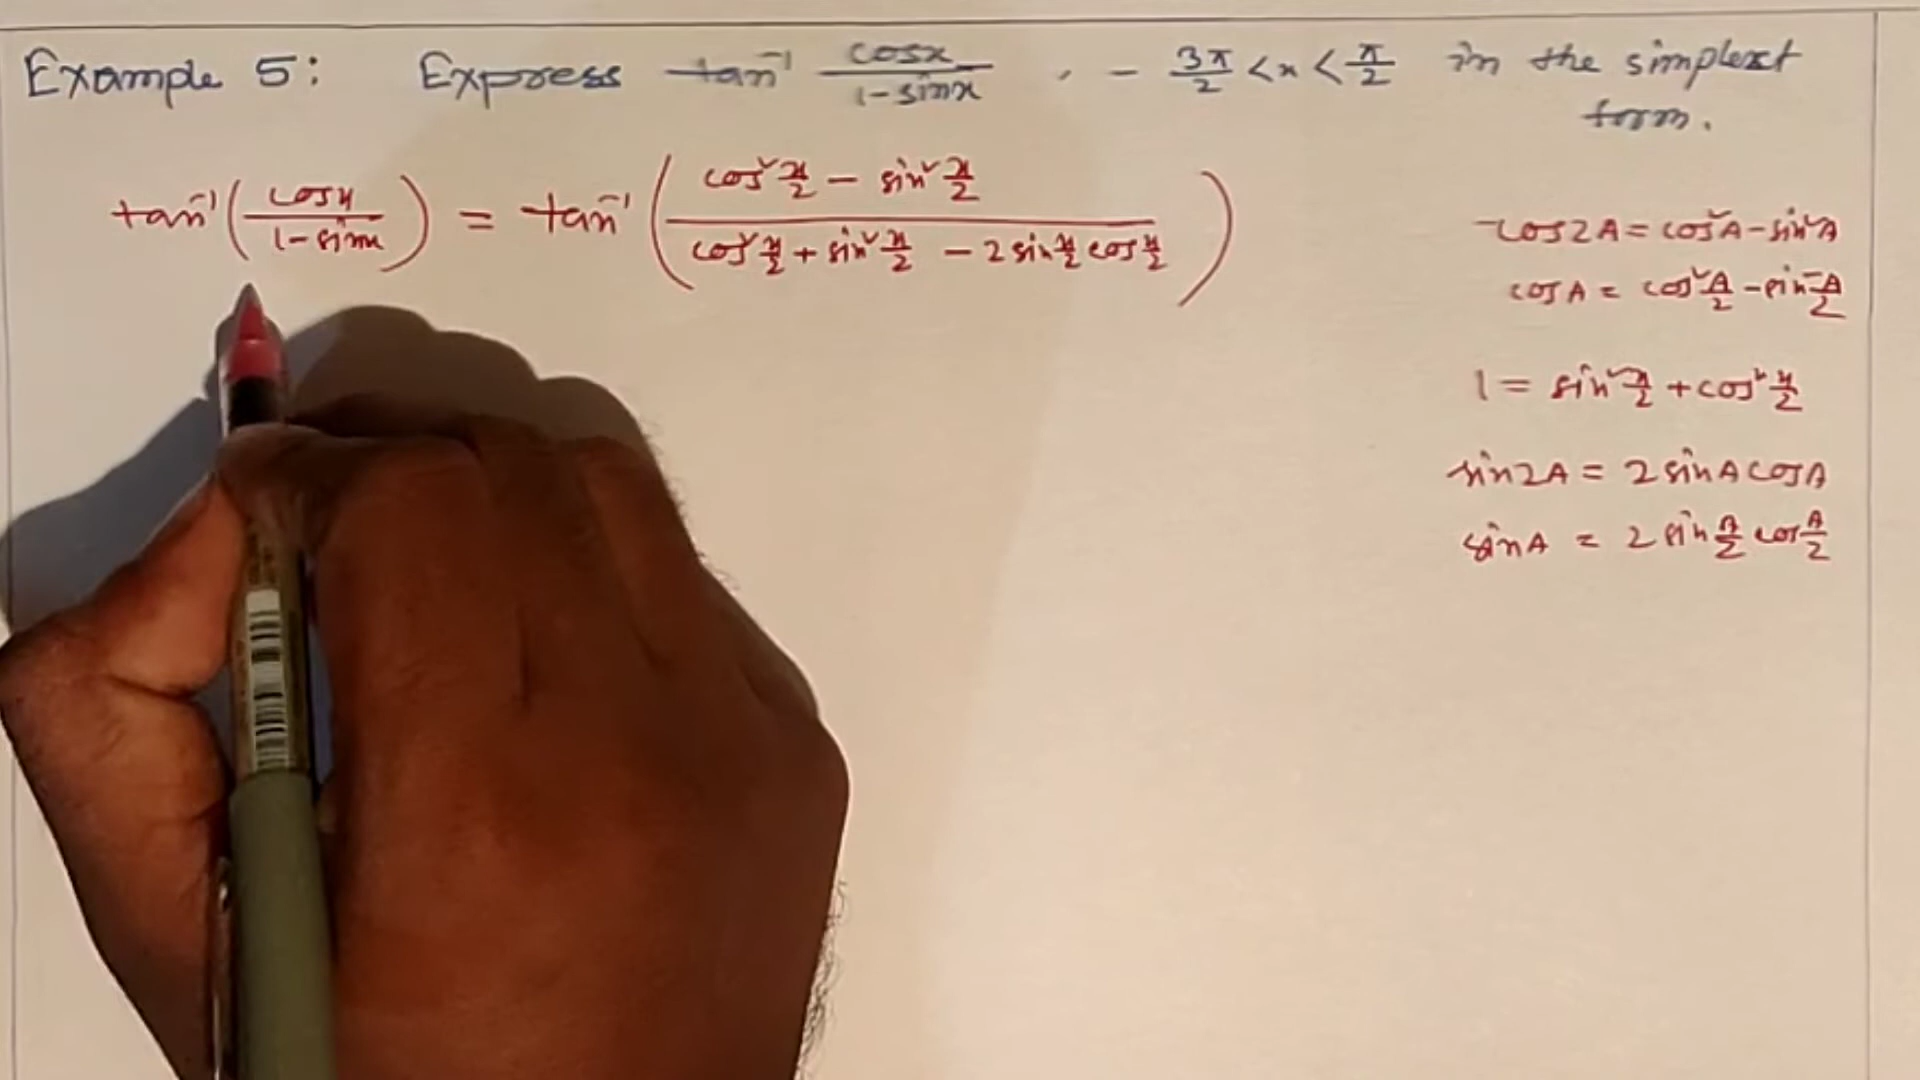 Example 5: Express tan⁻¹ cosx/1-sinx , - 3π/2 < x < π/2 in the simplest
form.
tan⁻¹(cosx/1-sinx) = tan⁻¹(cos²x/2 - sin²x/2 / cos²x/2 + sin²x/2 - 2sinx/2 cosx/2)
cos2A = cos²A - sin²A
cosA = cos²A/2 - sin²A/2
1 = sin²x/2 + cos²x/2
sin2A = 2sinA cosA
sinA = 2sinA/2 cosA/2